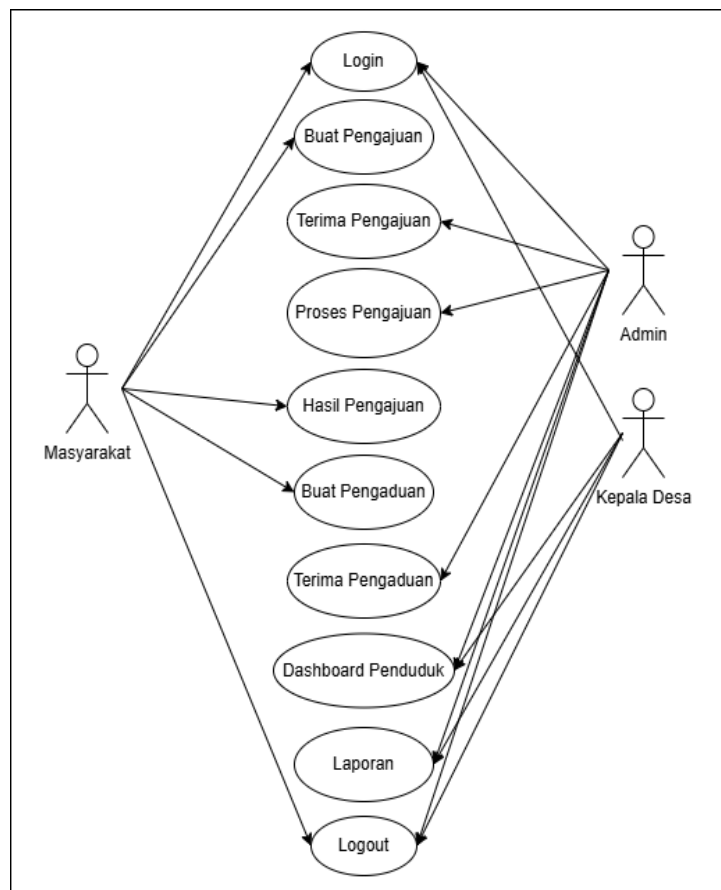 Login
Buat Pengajuan
Terima Pengajuan
Proses Pengajuan
Admin
Hasil Pengajuan
Masyarakat
Buat Pengaduan
Kepala Desa
Terima Pengaduan
Dashboard Penduduk
Laporan
Logout